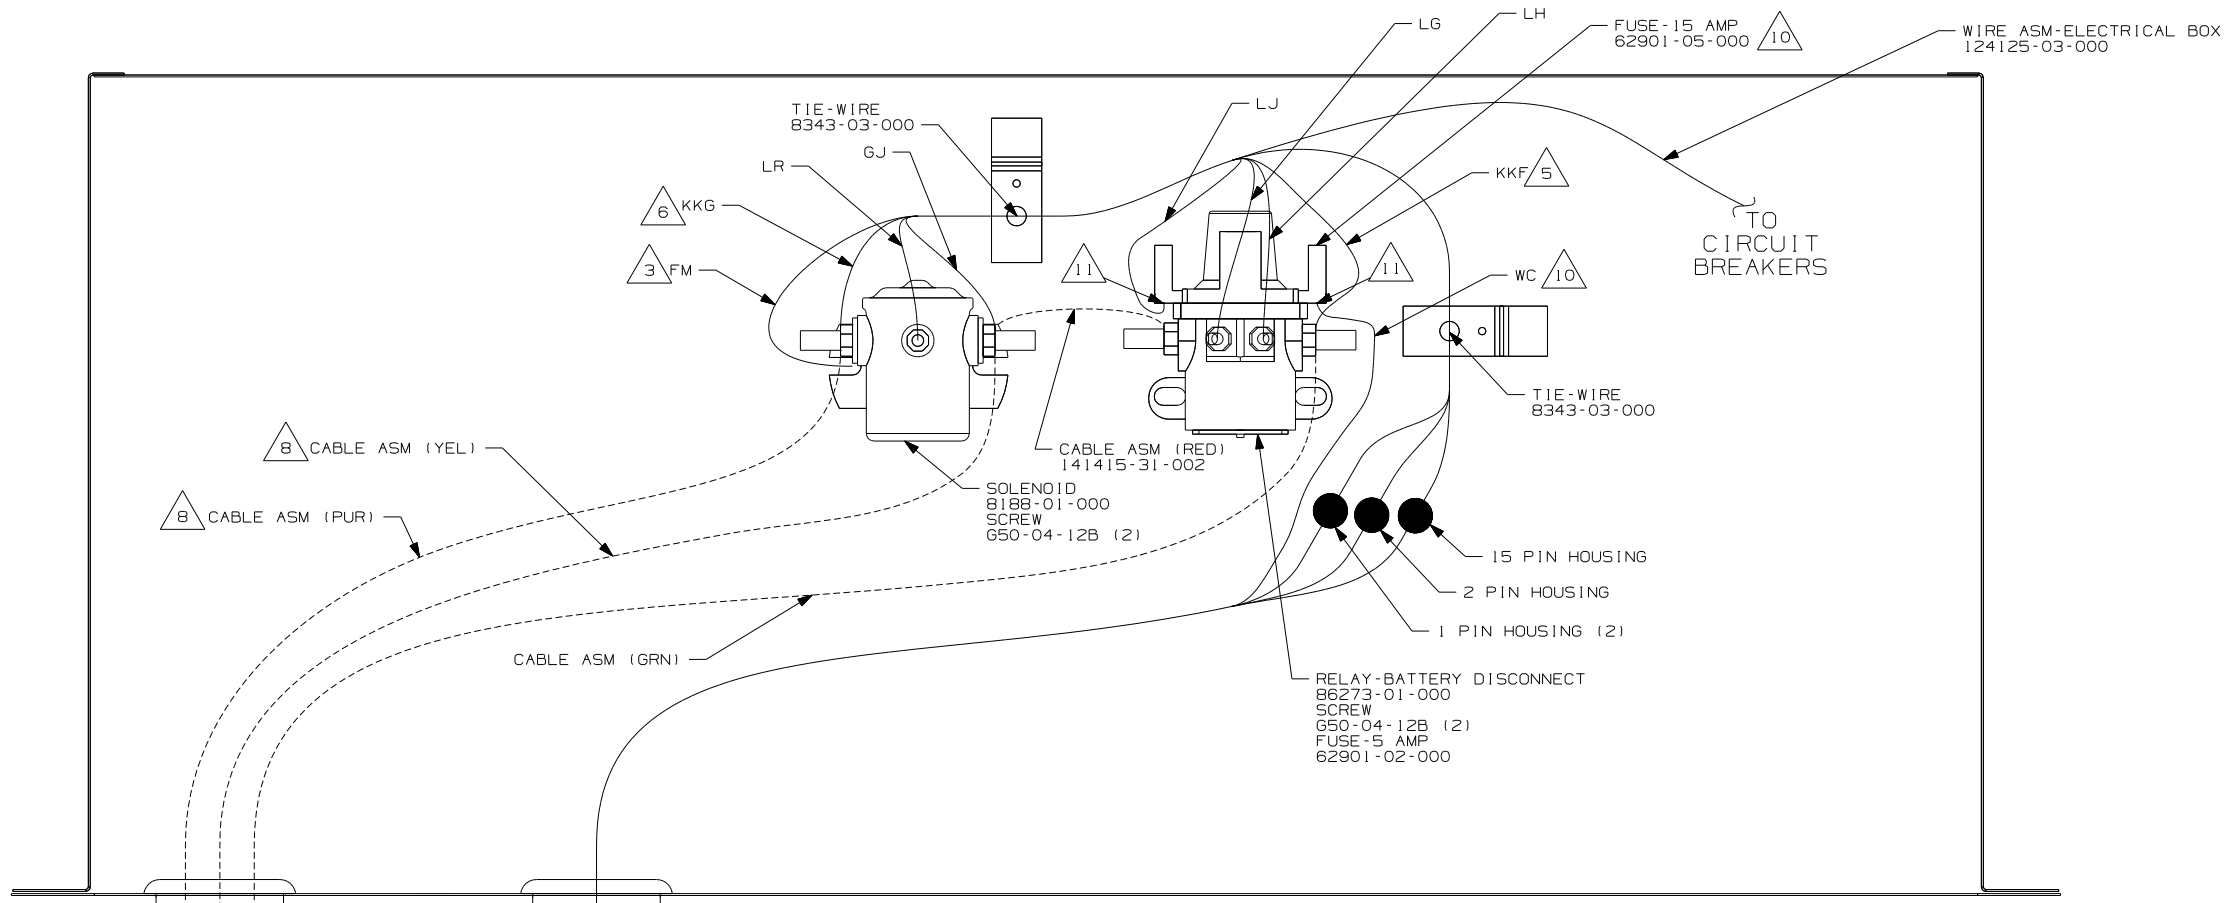 LG
LH
FUSE-15 AMP
62901-05-000
10
WIRE ASM-ELECTRICAL BOX
124125-03-000
TIE-WIRE
8343-03-000
LJ
GJ
LR
KKF
5
6
KKG
TO
CIRCUIT
BREAKERS
3
FM
11
11
WC
10
TIE-WIRE
8343-03-000
8
CABLE ASM (YEL)
CABLE ASM (RED)
141415-31-002
SOLENOID
8188-01-000
SCREW
G50-04-12B (2)
8
CABLE ASM (PUR)
15 PIN HOUSING
2 PIN HOUSING
1 PIN HOUSING (2)
CABLE ASM (GRN)
RELAY-BATTERY DISCONNECT
86273-01-000
SCREW
G50-04-12B (2)
FUSE-5 AMP
62901-02-000